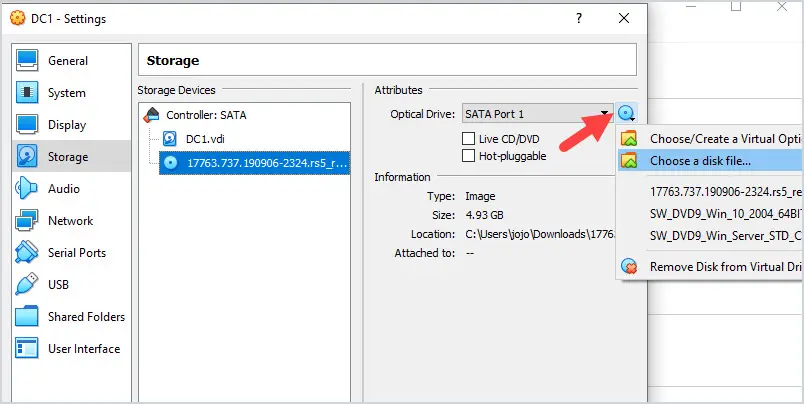 DC1 - Settings
General
System
Display
Storage
Audio
Network
Serial Ports
USB
Shared Folders
User Interface
Storage
Storage Devices
Controller: SATA
DC1.vdi
17763.737.190906-2324.rs5_r...
Attributes
Optical Drive: SATA Port 1
Live CD/DVD
Hot-pluggable
Information
Type: Image
Size: 4.93 GB
Location: C:\Users\jojo\Downloads\1776
Attached to: --
Choose/Create a Virtual Opti
Choose a disk file...
17763.737.190906-2324.rs5_re
SW_DVD9_Win_10_2004_64BIT
SW_DVD9_Win_Server_STD_C
Remove Disk from Virtual Dri